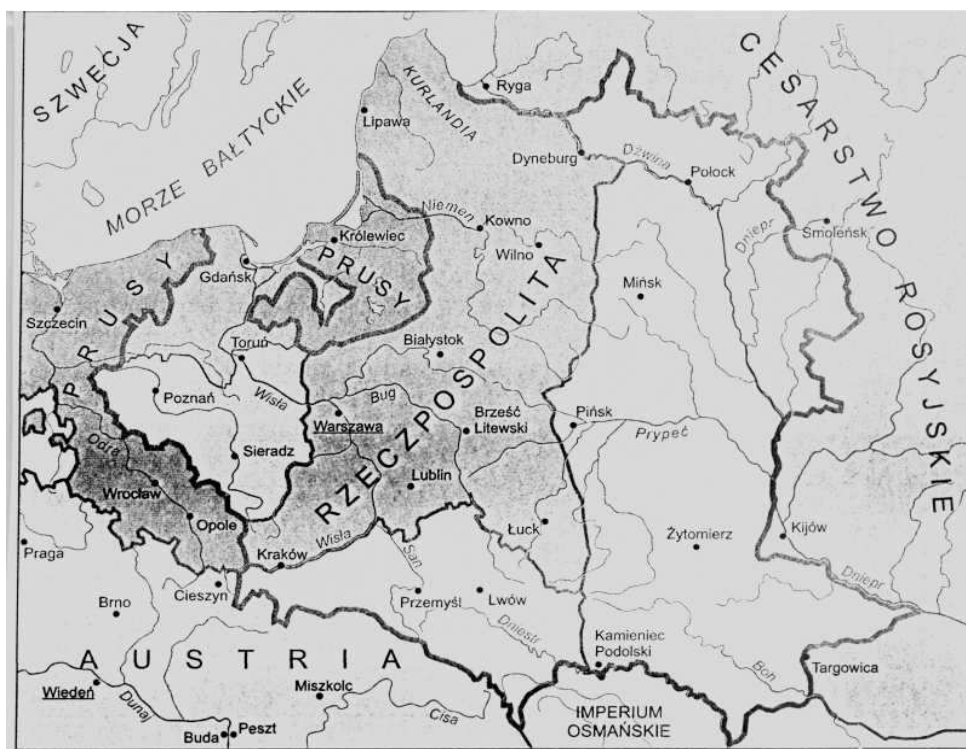 SZWECJA
MORZE BAŁTYCKIE
KURLANDIA
Ryga
Lipawa
CESARSTWO ROSYJSKIE
Dyneburg
Dźwina
Połock
Niemen
Kowno
Dniepr
Smoleńsk
Królewiec
Wilno
PRUSY
Gdańsk
Mińsk
PRUSY
Szczecin
Toruń
Białystok
RZECZPOSPOLITA
Poznań
Wisła
Bug
Warszawa
Brześć
Litewski
Pińsk
Prypeć
Odra
Sieradz
Wrocław
Lublin
Opole
Łuck
Kijów
Żytomierz
Praga
Kraków
Wisła
San
Cieszyn
Przemyśl
Lwów
Dniepr
Brno
Dniestr
Kamieniec
Podolski
AUSTRIA
Boh
Targowica
Wiedeń
Miszkolc
Dunaj
Cisa
IMPERIUM
OSMAŃSKIE
Buda
Peszt